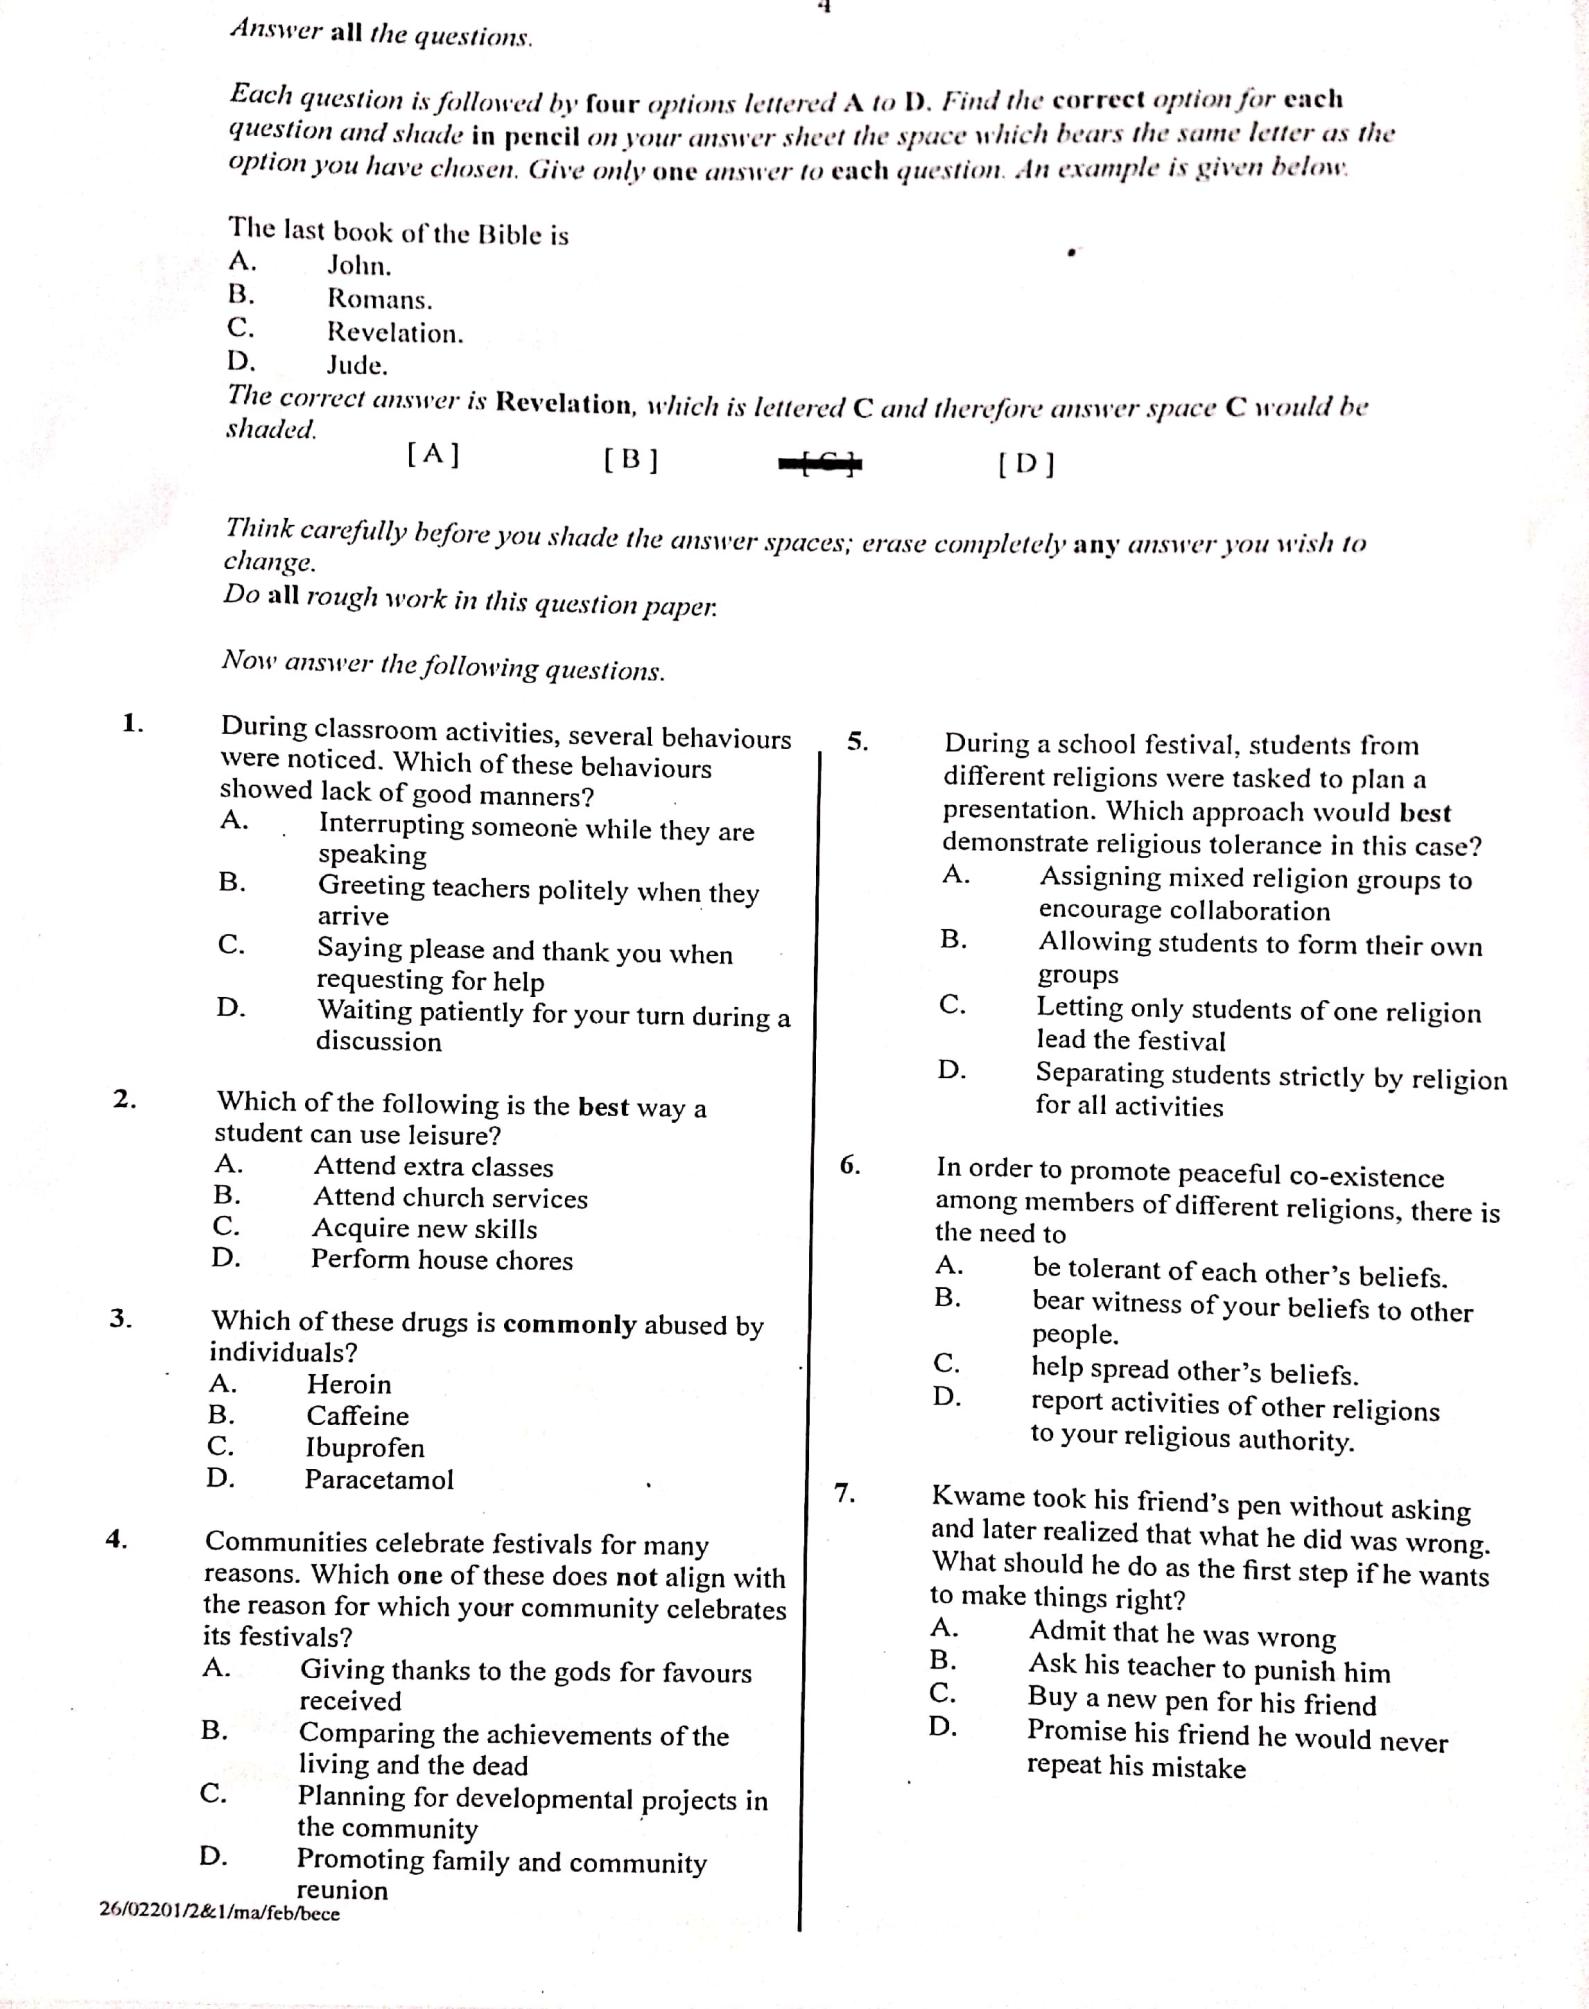 4
Answer all the questions.
Each question is followed by four options lettered A to D. Find the correct option for each
question and shade in pencil on your answer sheet the space which bears the same letter as the
option you have chosen. Give only one answer to each question. An example is given below.
The last book of the Bible is
A. John.
B. Romans.
C. Revelation.
D. Jude.
The correct answer is Revelation, which is lettered C and therefore answer space C would be
shaded.
[ A ] [ B ] [ C ] [ D ]
Think carefully before you shade the answer spaces; erase completely any answer you wish to
change.
Do all rough work in this question paper.
Now answer the following questions.
1. During classroom activities, several behaviours
were noticed. Which of these behaviours
showed lack of good manners?
A. Interrupting someone while they are
speaking
B. Greeting teachers politely when they
arrive
C. Saying please and thank you when
requesting for help
D. Waiting patiently for your turn during a
discussion
2. Which of the following is the best way a
student can use leisure?
A. Attend extra classes
B. Attend church services
C. Acquire new skills
D. Perform house chores
3. Which of these drugs is commonly abused by
individuals?
A. Heroin
B. Caffeine
C. Ibuprofen
D. Paracetamol
4. Communities celebrate festivals for many
reasons. Which one of these does not align with
the reason for which your community celebrates
its festivals?
A. Giving thanks to the gods for favours
received
B. Comparing the achievements of the
living and the dead
C. Planning for developmental projects in
the community
D. Promoting family and community
reunion
26/02201/2&1/ma/feb/bece
5. During a school festival, students from
different religions were tasked to plan a
presentation. Which approach would best
demonstrate religious tolerance in this case?
A. Assigning mixed religion groups to
encourage collaboration
B. Allowing students to form their own
groups
C. Letting only students of one religion
lead the festival
D. Separating students strictly by religion
for all activities
6. In order to promote peaceful co-existence
among members of different religions, there is
the need to
A. be tolerant of each other's beliefs.
B. bear witness of your beliefs to other
people.
C. help spread other's beliefs.
D. report activities of other religions
to your religious authority.
7. Kwame took his friend's pen without asking
and later realized that what he did was wrong.
What should he do as the first step if he wants
to make things right?
A. Admit that he was wrong
B. Ask his teacher to punish him
C. Buy a new pen for his friend
D. Promise his friend he would never
repeat his mistake